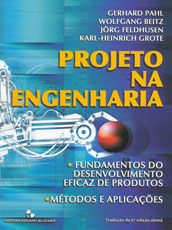 GERHARD PAHL
WOLFGANG BEITZ
JÖRG FELDHUSEN
KARL-HEINRICH GROTE
PROJETO
NA
ENGENHARIA
• FUNDAMENTOS DO
DESENVOLVIMENTO
EFICAZ DE PRODUTOS
• MÉTODOS E APLICAÇÕES
EDITORA EDGARD BLÜCHER
Tradução da 6ª edição alemã